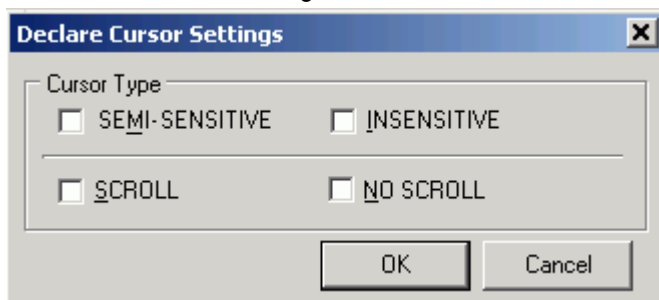 Declare Cursor Settings
Cursor Type
SEMI-SENSITIVE INSENSITIVE
SCROLL NO SCROLL
OK Cancel